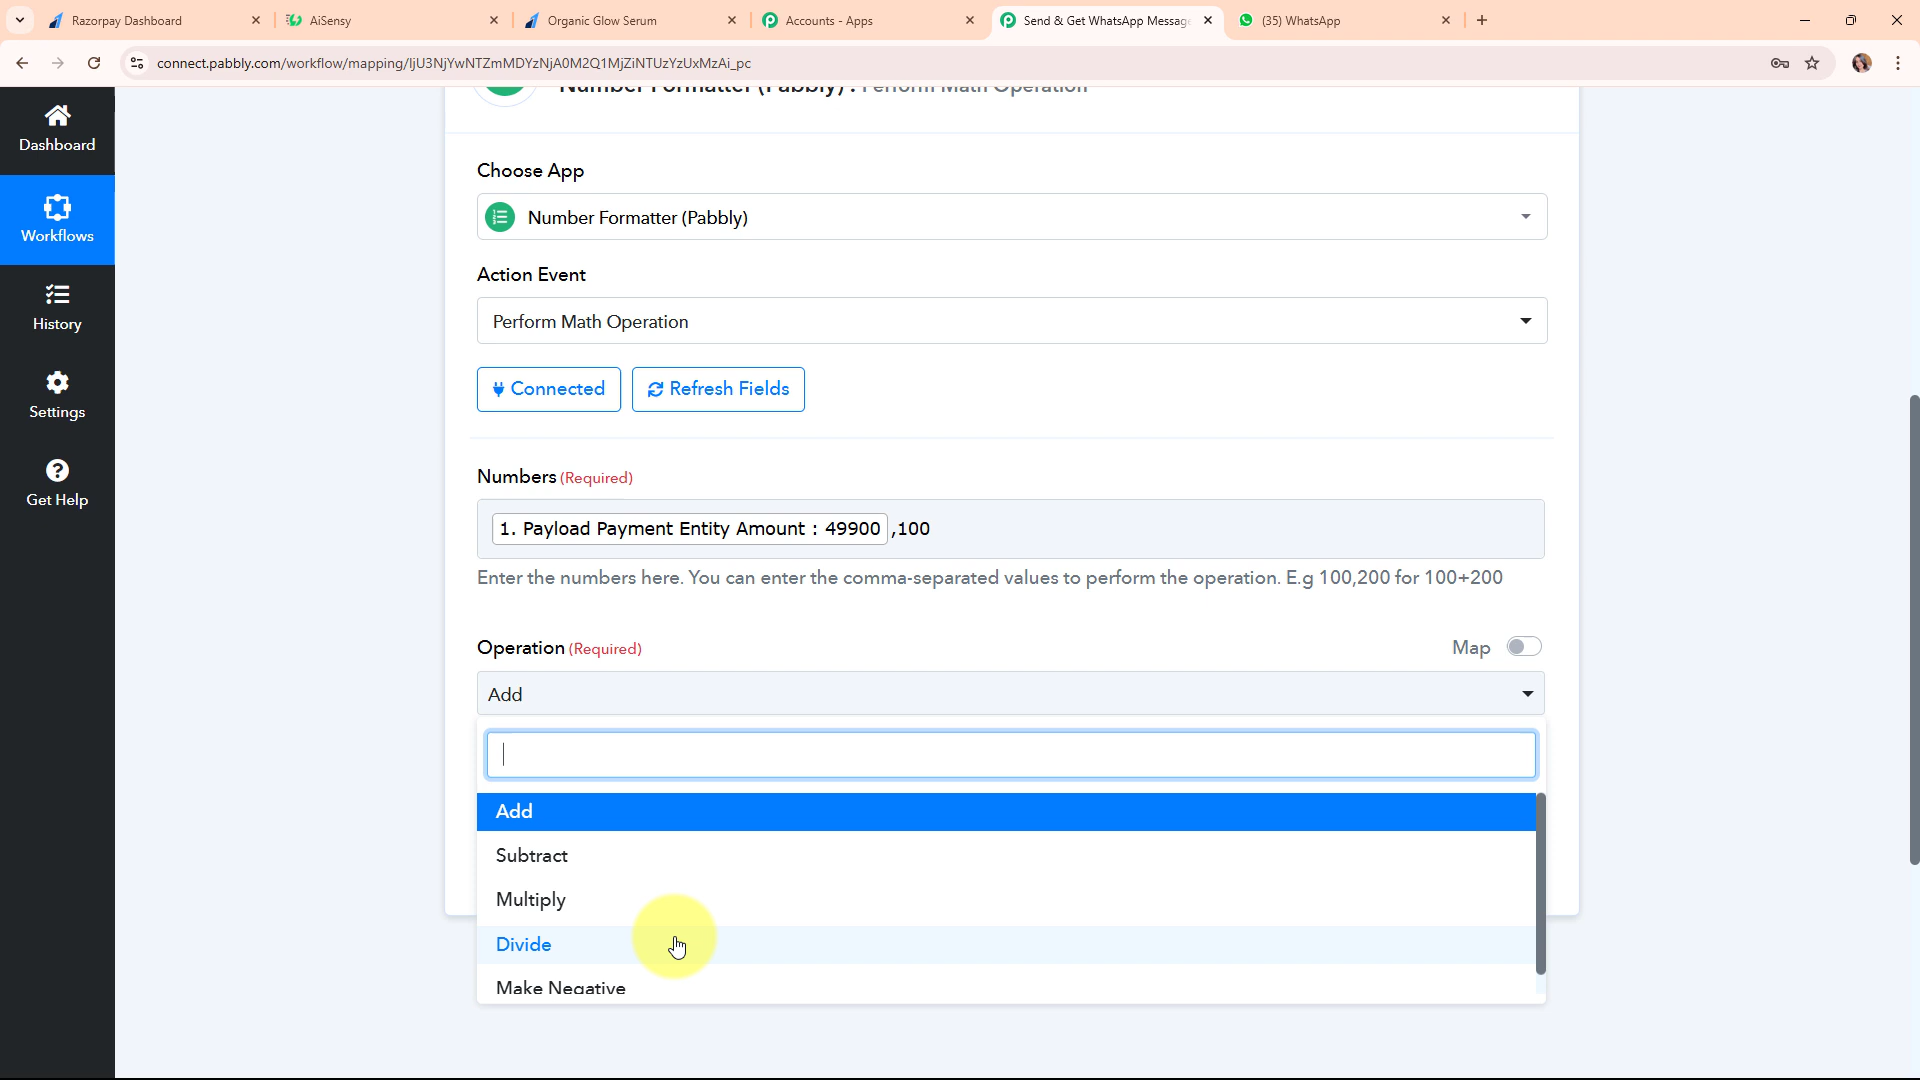 Razorpay Dashboard
AiSensy
Organic Glow Serum
Accounts - Apps
Send & Get WhatsApp Message
(35) WhatsApp
connect.pabbly.com/workflow/mapping/IjU3NjYwNTZmMDYzNjA0M2Q1MjZiNTUzYzUxMzAi_pc
Number Formatter (Pabbly) : Perform Math Operation
Dashboard
Workflows
History
Settings
Get Help
Choose App
Number Formatter (Pabbly)
Action Event
Perform Math Operation
Connected
Refresh Fields
Numbers (Required)
1. Payload Payment Entity Amount : 49900 ,100
Enter the numbers here. You can enter the comma-separated values to perform the operation. E.g 100,200 for 100+200
Operation (Required)
Map
Add
Add
Subtract
Multiply
Divide
Make Negative